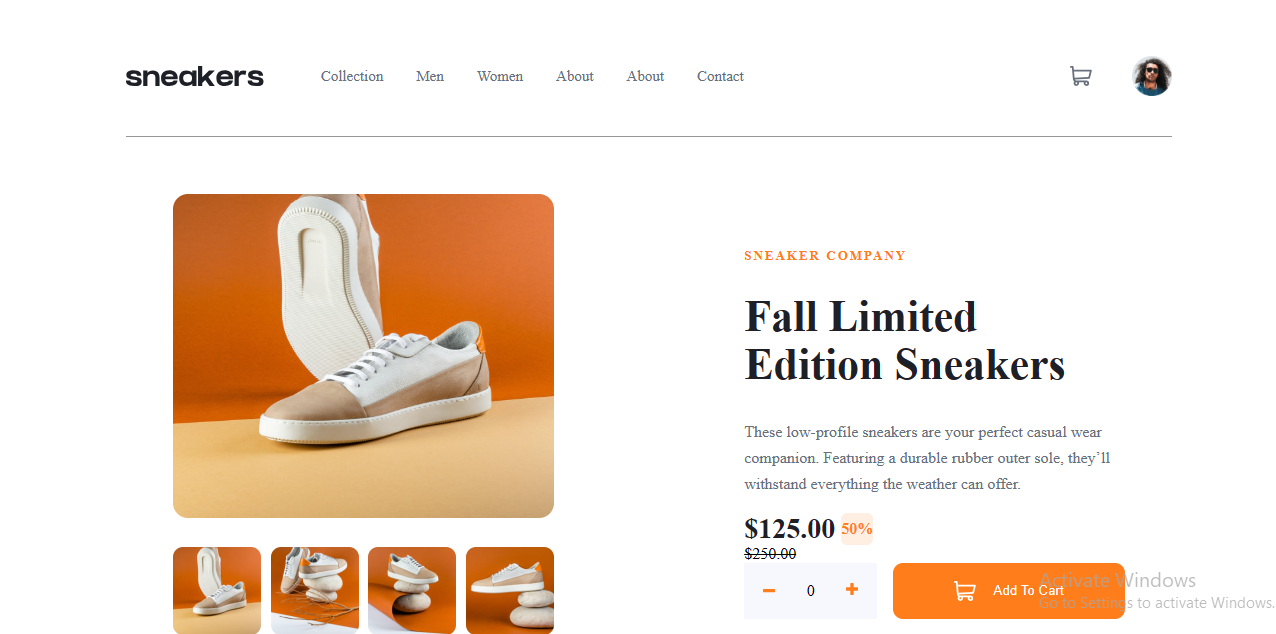 sneakers
Collection Men Women About About Contact
SNEAKER COMPANY
Fall Limited
Edition Sneakers
These low-profile sneakers are your perfect casual wear
companion. Featuring a durable rubber outer sole, they’ll
withstand everything the weather can offer.
$125.00 50%
$250.00
0
Add To Cart
Activate Windows
Go to Settings to activate Windows.